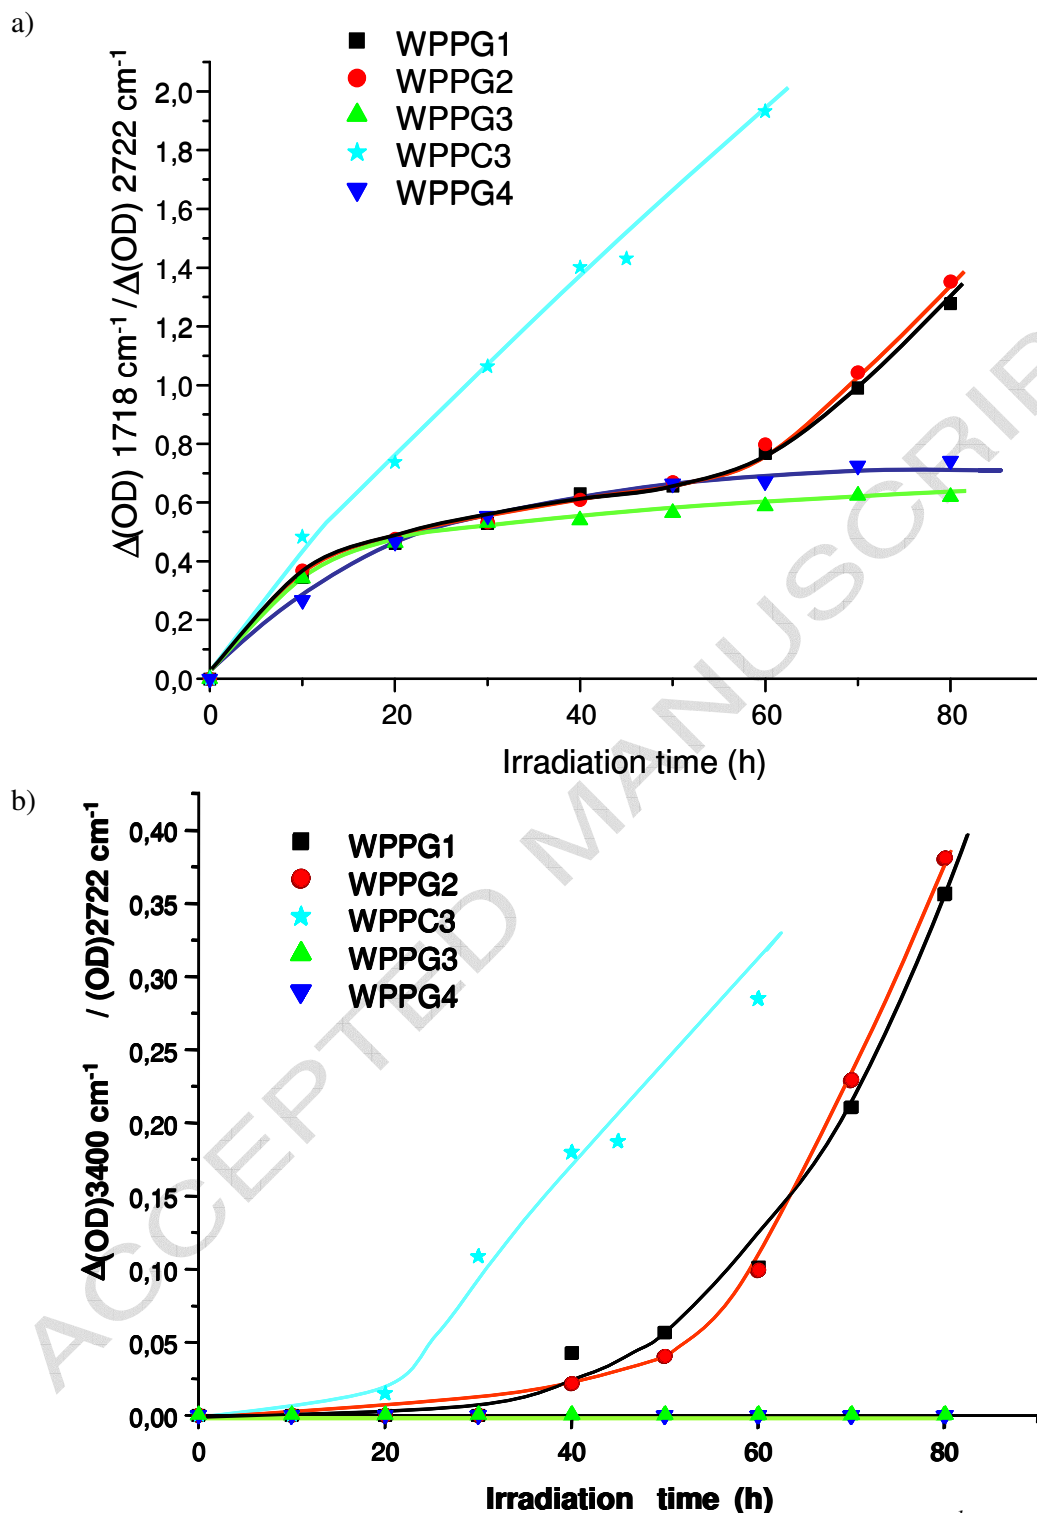 a)
WPPG1
WPPG2
WPPG3
WPPC3
WPPG4
Δ(OD) 1718 cm⁻¹ / Δ(OD) 2722 cm⁻¹
2,0
1,8
1,6
1,4
1,2
1,0
0,8
0,6
0,4
0,2
0,0
0 20 40 60 80
Irradiation time (h)
b)
WPPG1
WPPG2
WPPC3
WPPG3
WPPG4
Δ(OD)3400 cm⁻¹ / (OD)2722 cm⁻¹
0,40
0,35
0,30
0,25
0,20
0,15
0,10
0,05
0,00
0 20 40 60 80
Irradiation time (h)
ACCEPTED MANUSCRIP